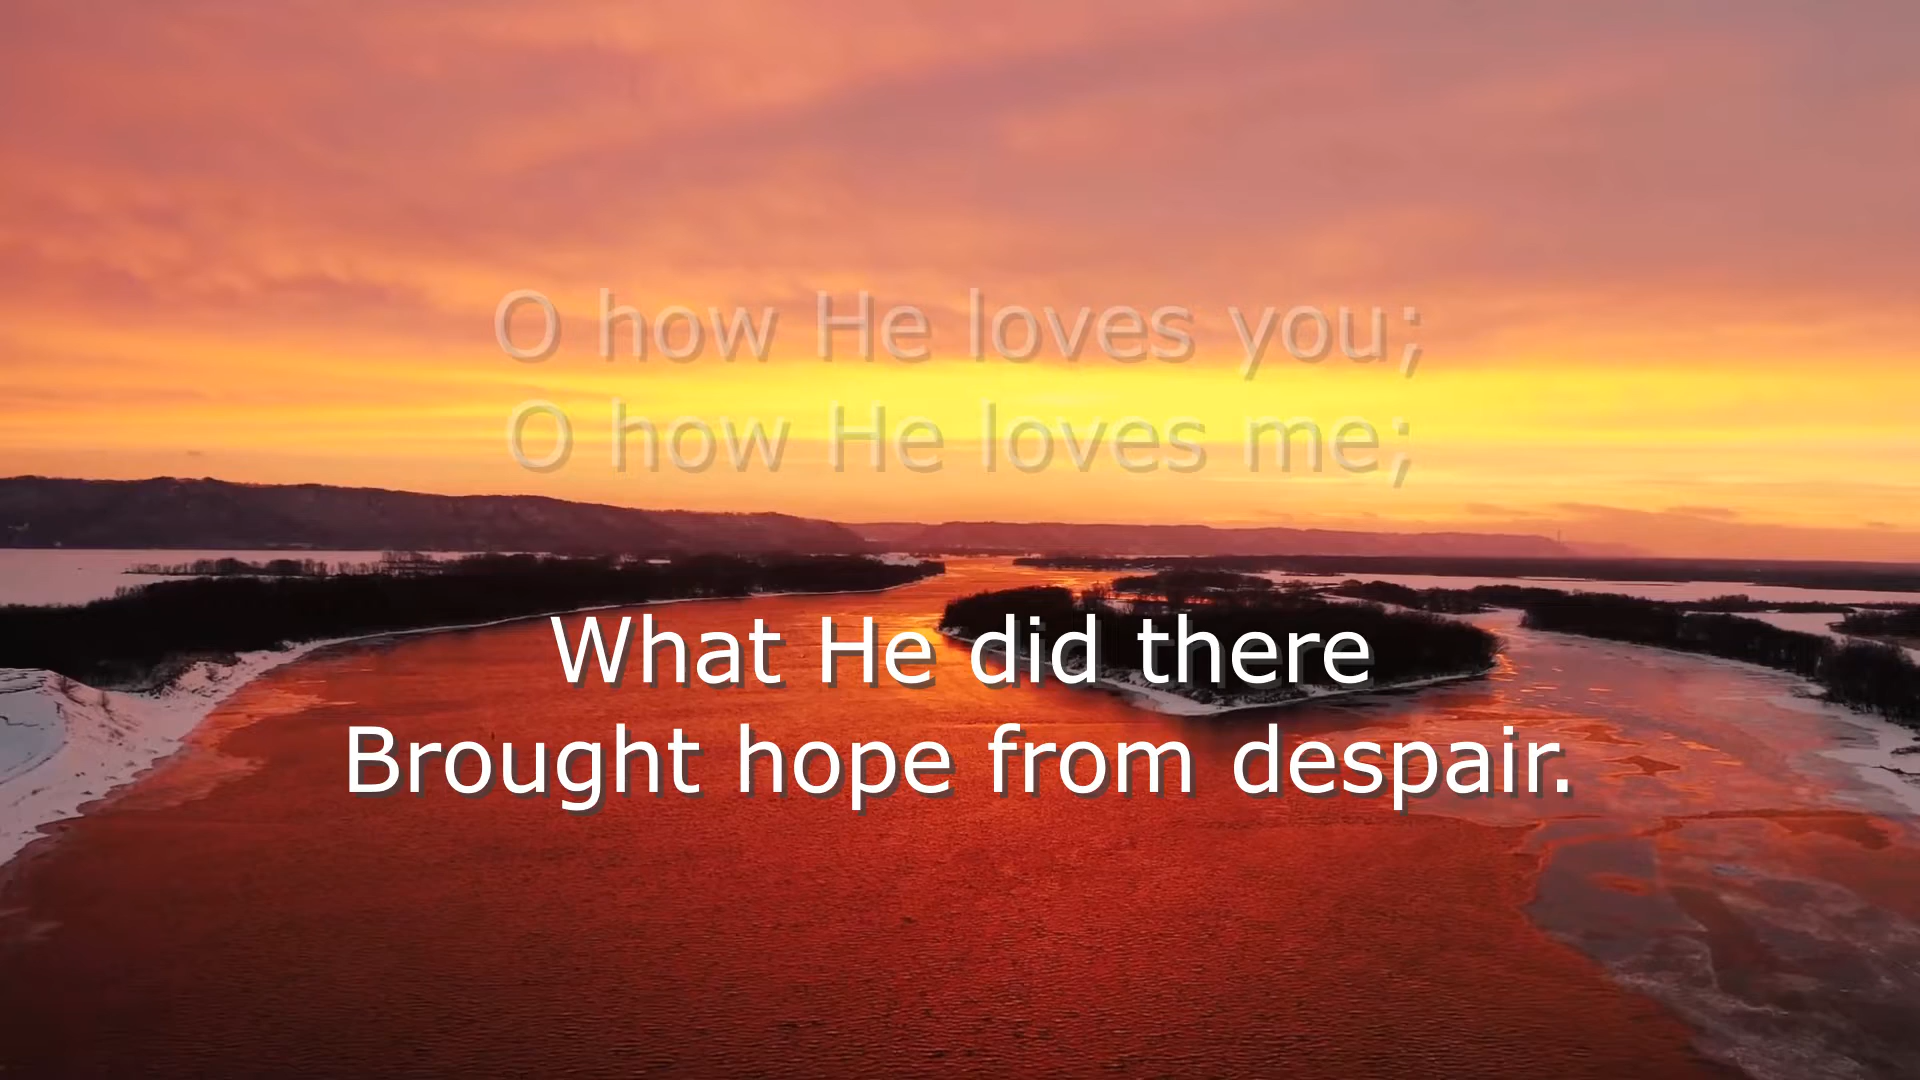 O how He loves you;
O how He loves me;
What He did there
Brought hope from despair.